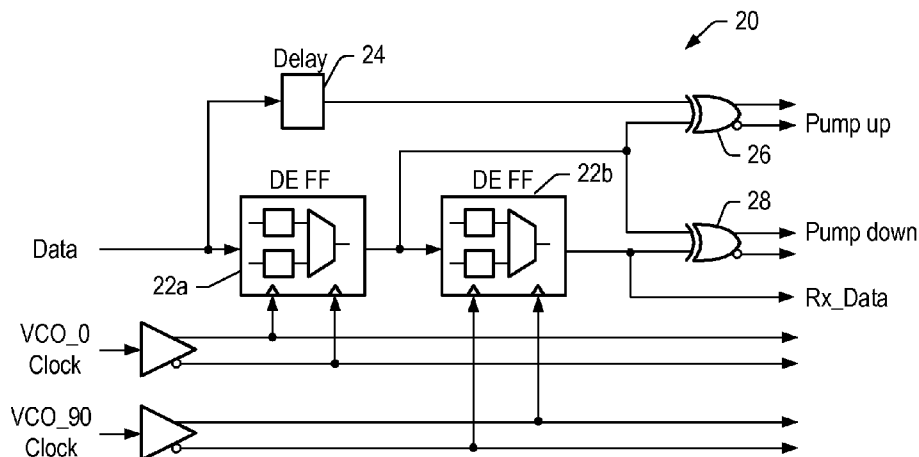 20
Delay
24
Pump up
26
DE FF
DE FF
22b
28
Data
22a
Pump down
Rx_Data
VCO_0
Clock
VCO_90
Clock